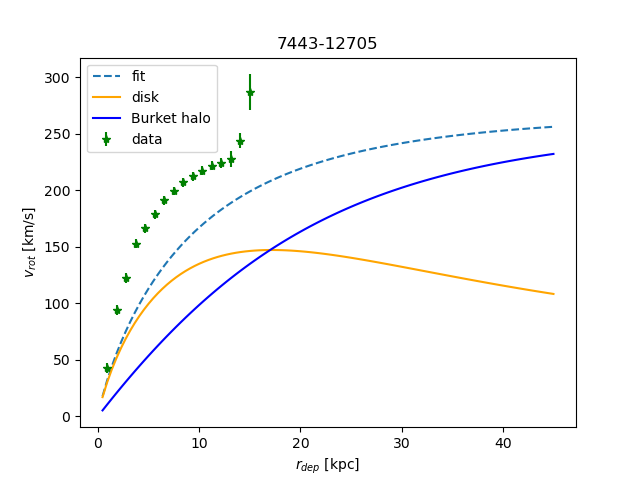 7443-12705
fit
disk
Burket halo
data
300
250
200
150
100
50
0
v_rot [km/s]
0 10 20 30 40
r_dep [kpc]